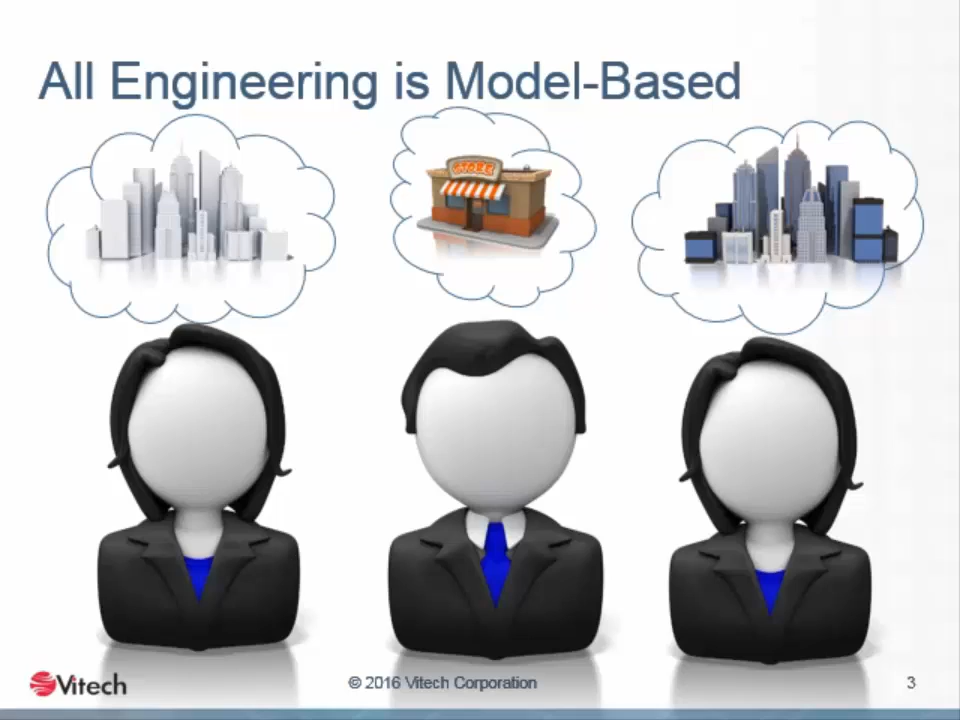 All Engineering is Model-Based
STORE
Vitech
© 2016 Vitech Corporation
3